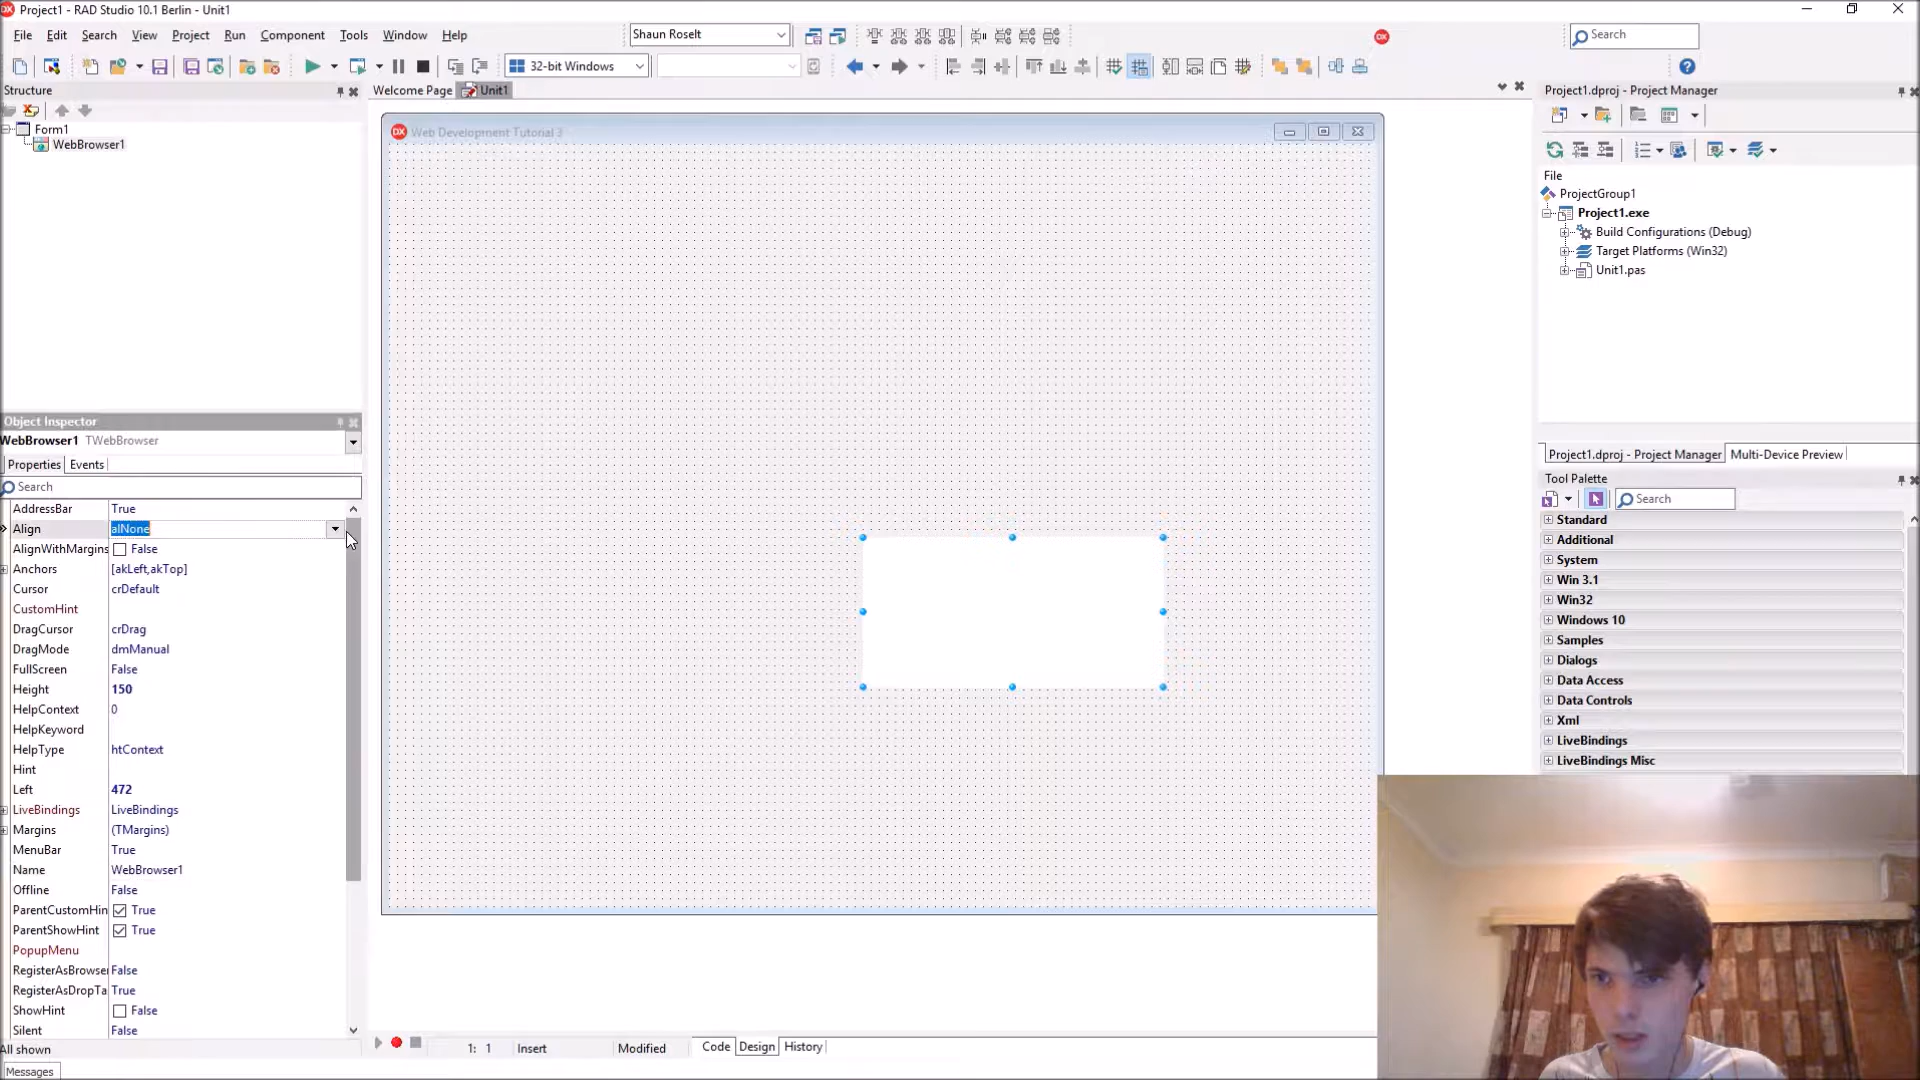 Project1 - RAD Studio 10.1 Berlin - Unit1
File Edit Search View Project Run Component Tools Window Help
Shaun Roselt
Search
32-bit Windows
Structure
Welcome Page
Unit1
Form1
WebBrowser1
Web Development Tutorial 3
Project1.dproj - Project Manager
File
ProjectGroup1
Project1.exe
Build Configurations (Debug)
Target Platforms (Win32)
Unit1.pas
Project1.dproj - Project Manager
Multi-Device Preview
Tool Palette
Search
Standard
Additional
System
Win 3.1
Win32
Windows 10
Samples
Dialogs
Data Access
Data Controls
Xml
LiveBindings
LiveBindings Misc
Object Inspector
WebBrowser1 TWebBrowser
Properties Events
Search
AddressBar True
Align alNone
AlignWithMargins False
Anchors [akLeft,akTop]
Cursor crDefault
CustomHint
DragCursor crDrag
DragMode dmManual
FullScreen False
Height 150
HelpContext 0
HelpKeyword
HelpType htContext
Hint
Left 472
LiveBindings LiveBindings
Margins (TMargins)
MenuBar True
Name WebBrowser1
Offline False
ParentCustomHin True
ParentShowHint True
PopupMenu
RegisterAsBrowser False
RegisterAsDropTa True
ShowHint False
Silent False
All shown
Messages
1: 1 Insert Modified Code Design History